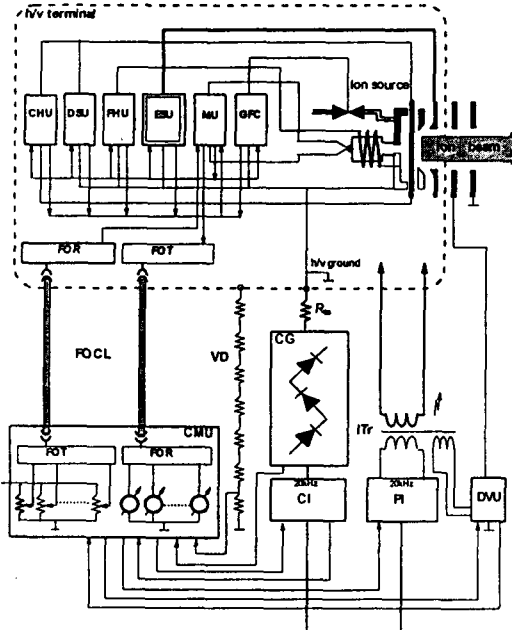 h/v terminal
Ion source
CHU DSU FHU ESU MU GFC
Ion beam
FOR FOT
h/v ground
FOCL
VD
CG
ITr
CMU
FOT FOR
20kHz
CI
20kHz
PI
DVU